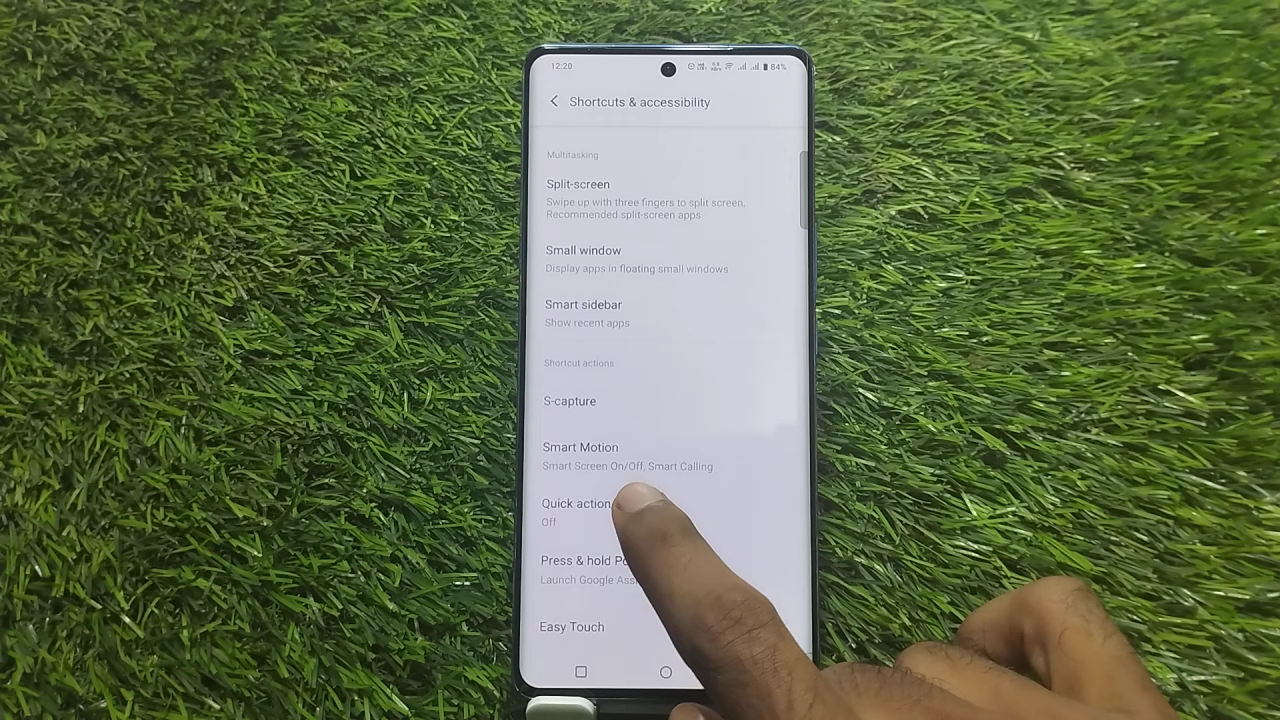 12:20
84%
Shortcuts & accessibility
Multitasking
Split-screen
Swipe up with three fingers to split screen,
Recommended split-screen apps
Small window
Display apps in floating small windows
Smart sidebar
Show recent apps
Shortcut actions
S-capture
Smart Motion
Smart Screen On/Off, Smart Calling
Quick action
Off
Press & hold
Launch Google
Easy Touch